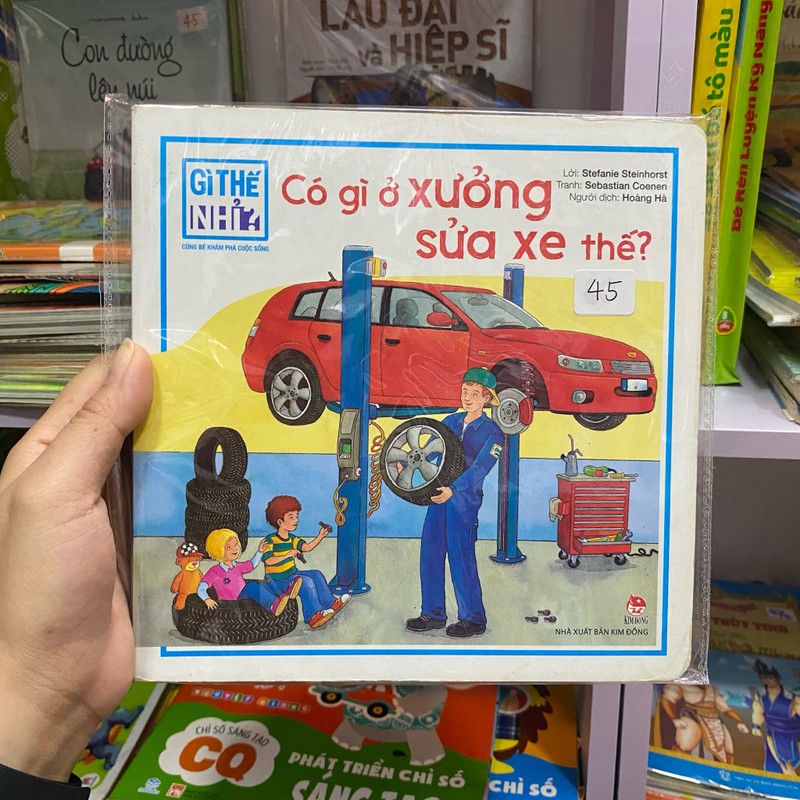 Con đường
lên núi
45
LÂU ĐÀI
và HIỆP SĨ
tô màu
Bé Rèn Luyện Kỹ Năng
GÌ THẾ
NHỈ?
CÙNG BÉ KHÁM PHÁ CUỘC SỐNG
Lời: Stefanie Steinhorst
Tranh: Sebastian Coenen
Người dịch: Hoàng Hà
Có gì ở xưởng
sửa xe thế?
45
KIM ĐỒNG
NHÀ XUẤT BẢN KIM ĐỒNG
CHỈ SỐ SÁNG TẠO
CQ
PHÁT TRIỂN CHỈ SỐ
SÁNG TẠO
CHỈ SỐ
THỦY TINH